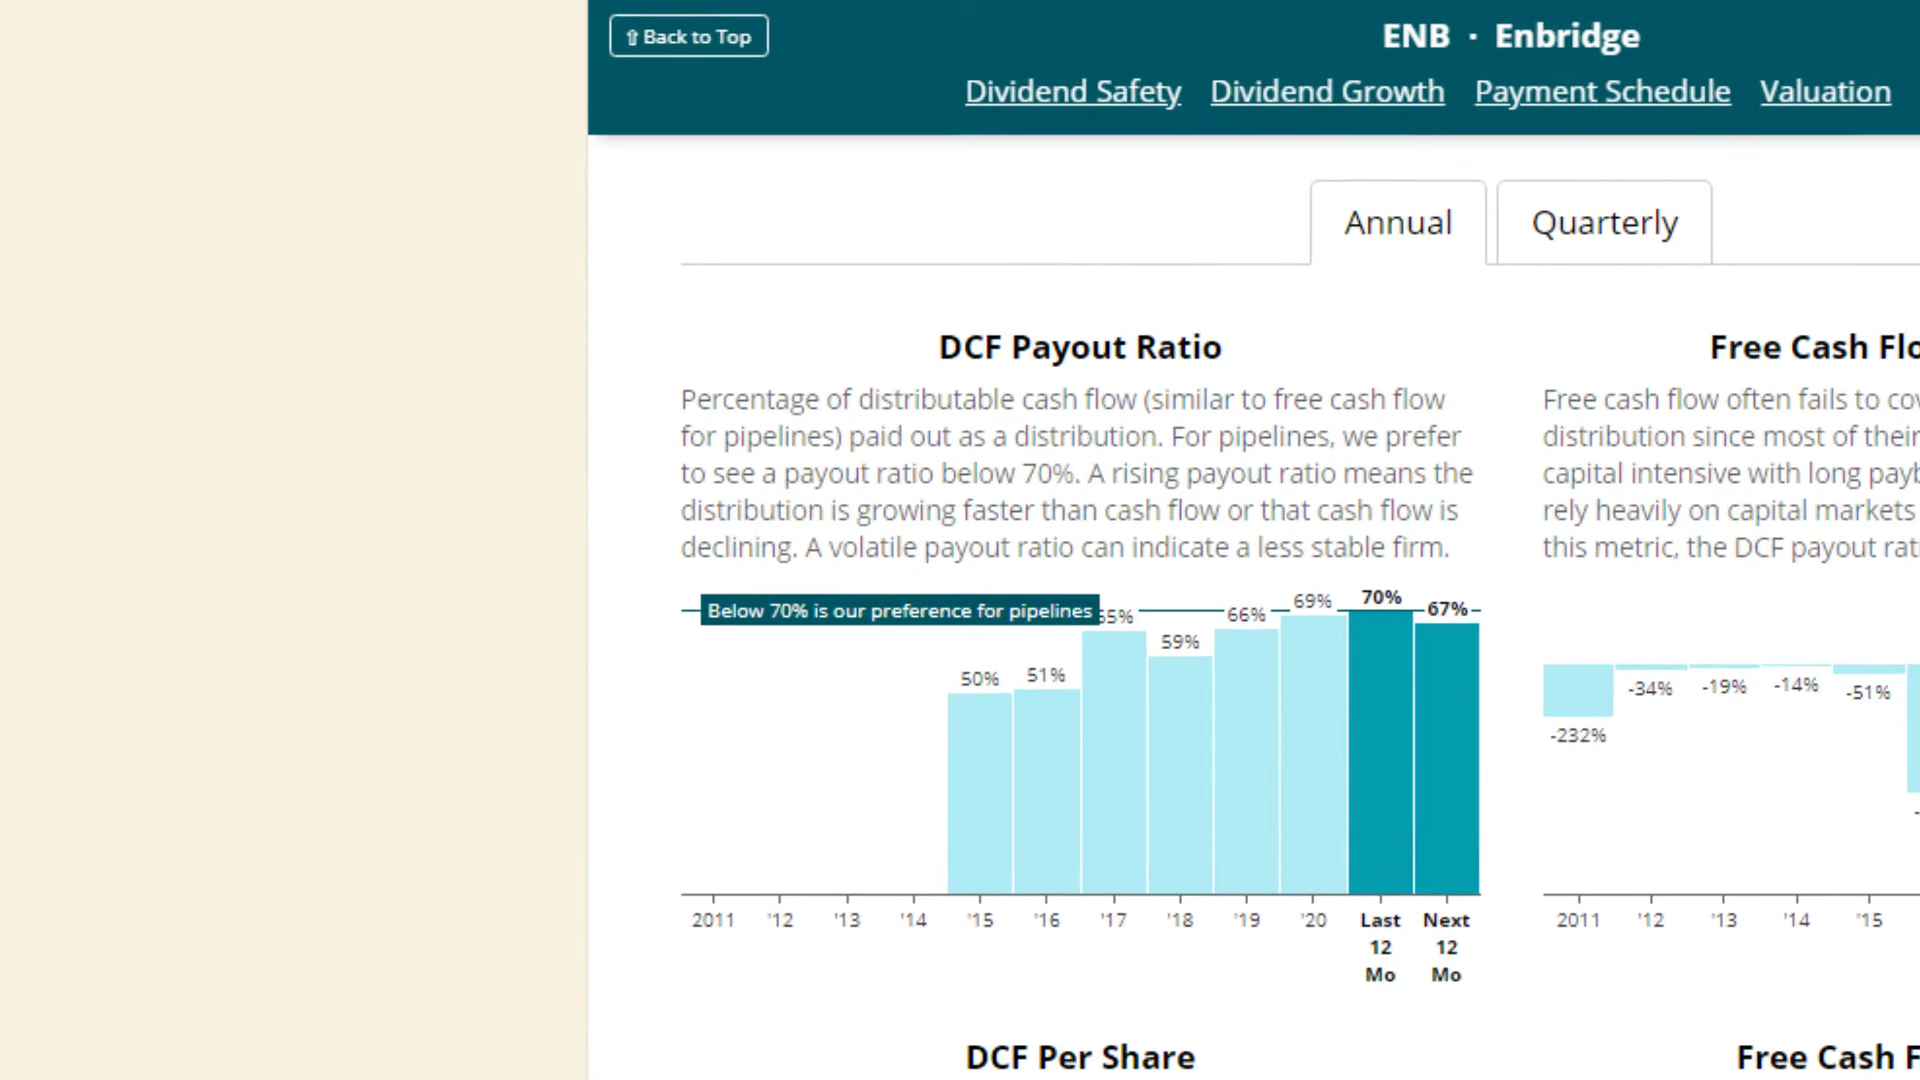 ⇧ Back to Top
ENB · Enbridge
Dividend Safety Dividend Growth Payment Schedule Valuation
Annual Quarterly
DCF Payout Ratio
Percentage of distributable cash flow (similar to free cash flow
for pipelines) paid out as a distribution. For pipelines, we prefer
to see a payout ratio below 70%. A rising payout ratio means the
distribution is growing faster than cash flow or that cash flow is
declining. A volatile payout ratio can indicate a less stable firm.
Below 70% is our preference for pipelines
50% 51% 59% 66% 69% 70% 67%
2011 '12 '13 '14 '15 '16 '17 '18 '19 '20 Last 12 Mo Next 12 Mo
DCF Per Share
Free Cash
Free cash flow often fails to
distribution since most of their
capital intensive with long
rely heavily on capital markets
this metric, the DCF payout
-232% -34% -19% -14% -51%
2011 '12 '13 '14 '15
Free Cash